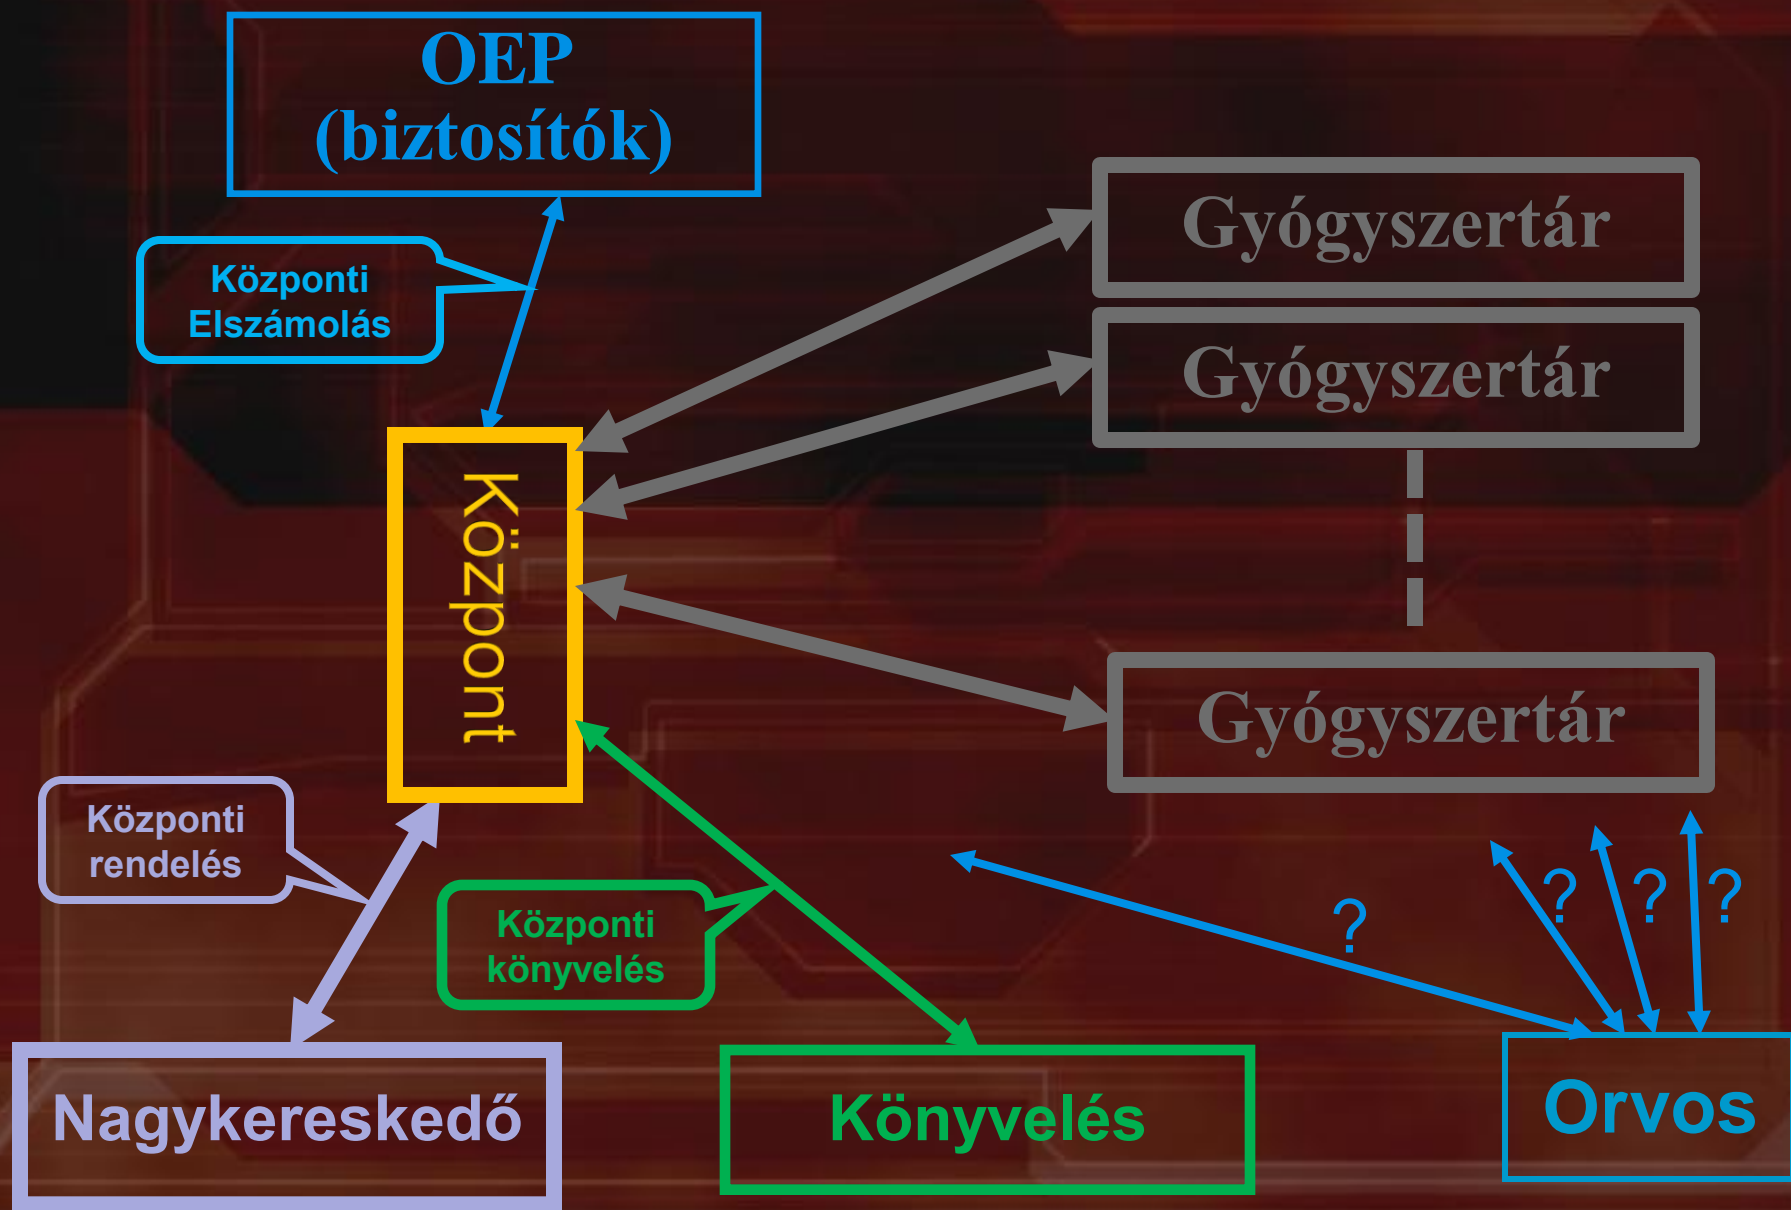 OEP
(biztosítók)
Központi
Elszámolás
Gyógyszertár
Gyógyszertár
Központ
Gyógyszertár
Központi
rendelés
Központi
könyvelés
?
?
?
?
Nagykereskedő
Könyvelés
Orvos